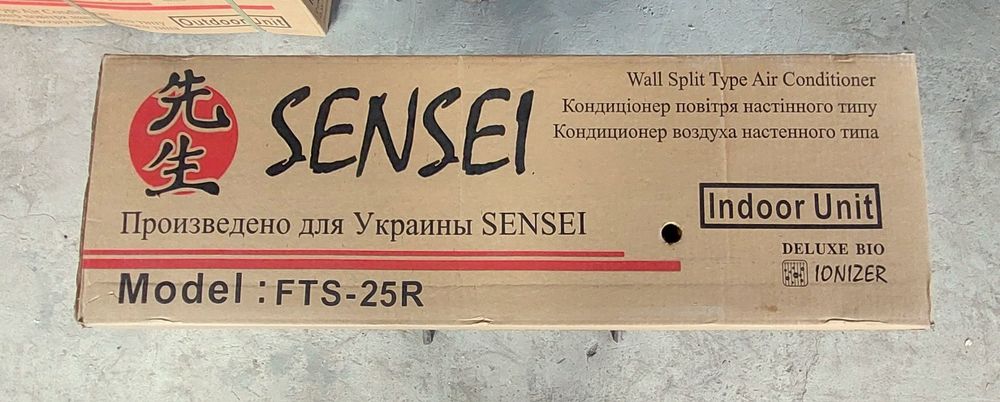 Outdoor Unit
先生
SENSEI
Wall Split Type Air Conditioner
Кондиціонер повітря настінного типу
Кондиционер воздуха настенного типа
Произведено для Украины SENSEI
Indoor Unit
DELUXE BIO
IONIZER
Model : FTS-25R